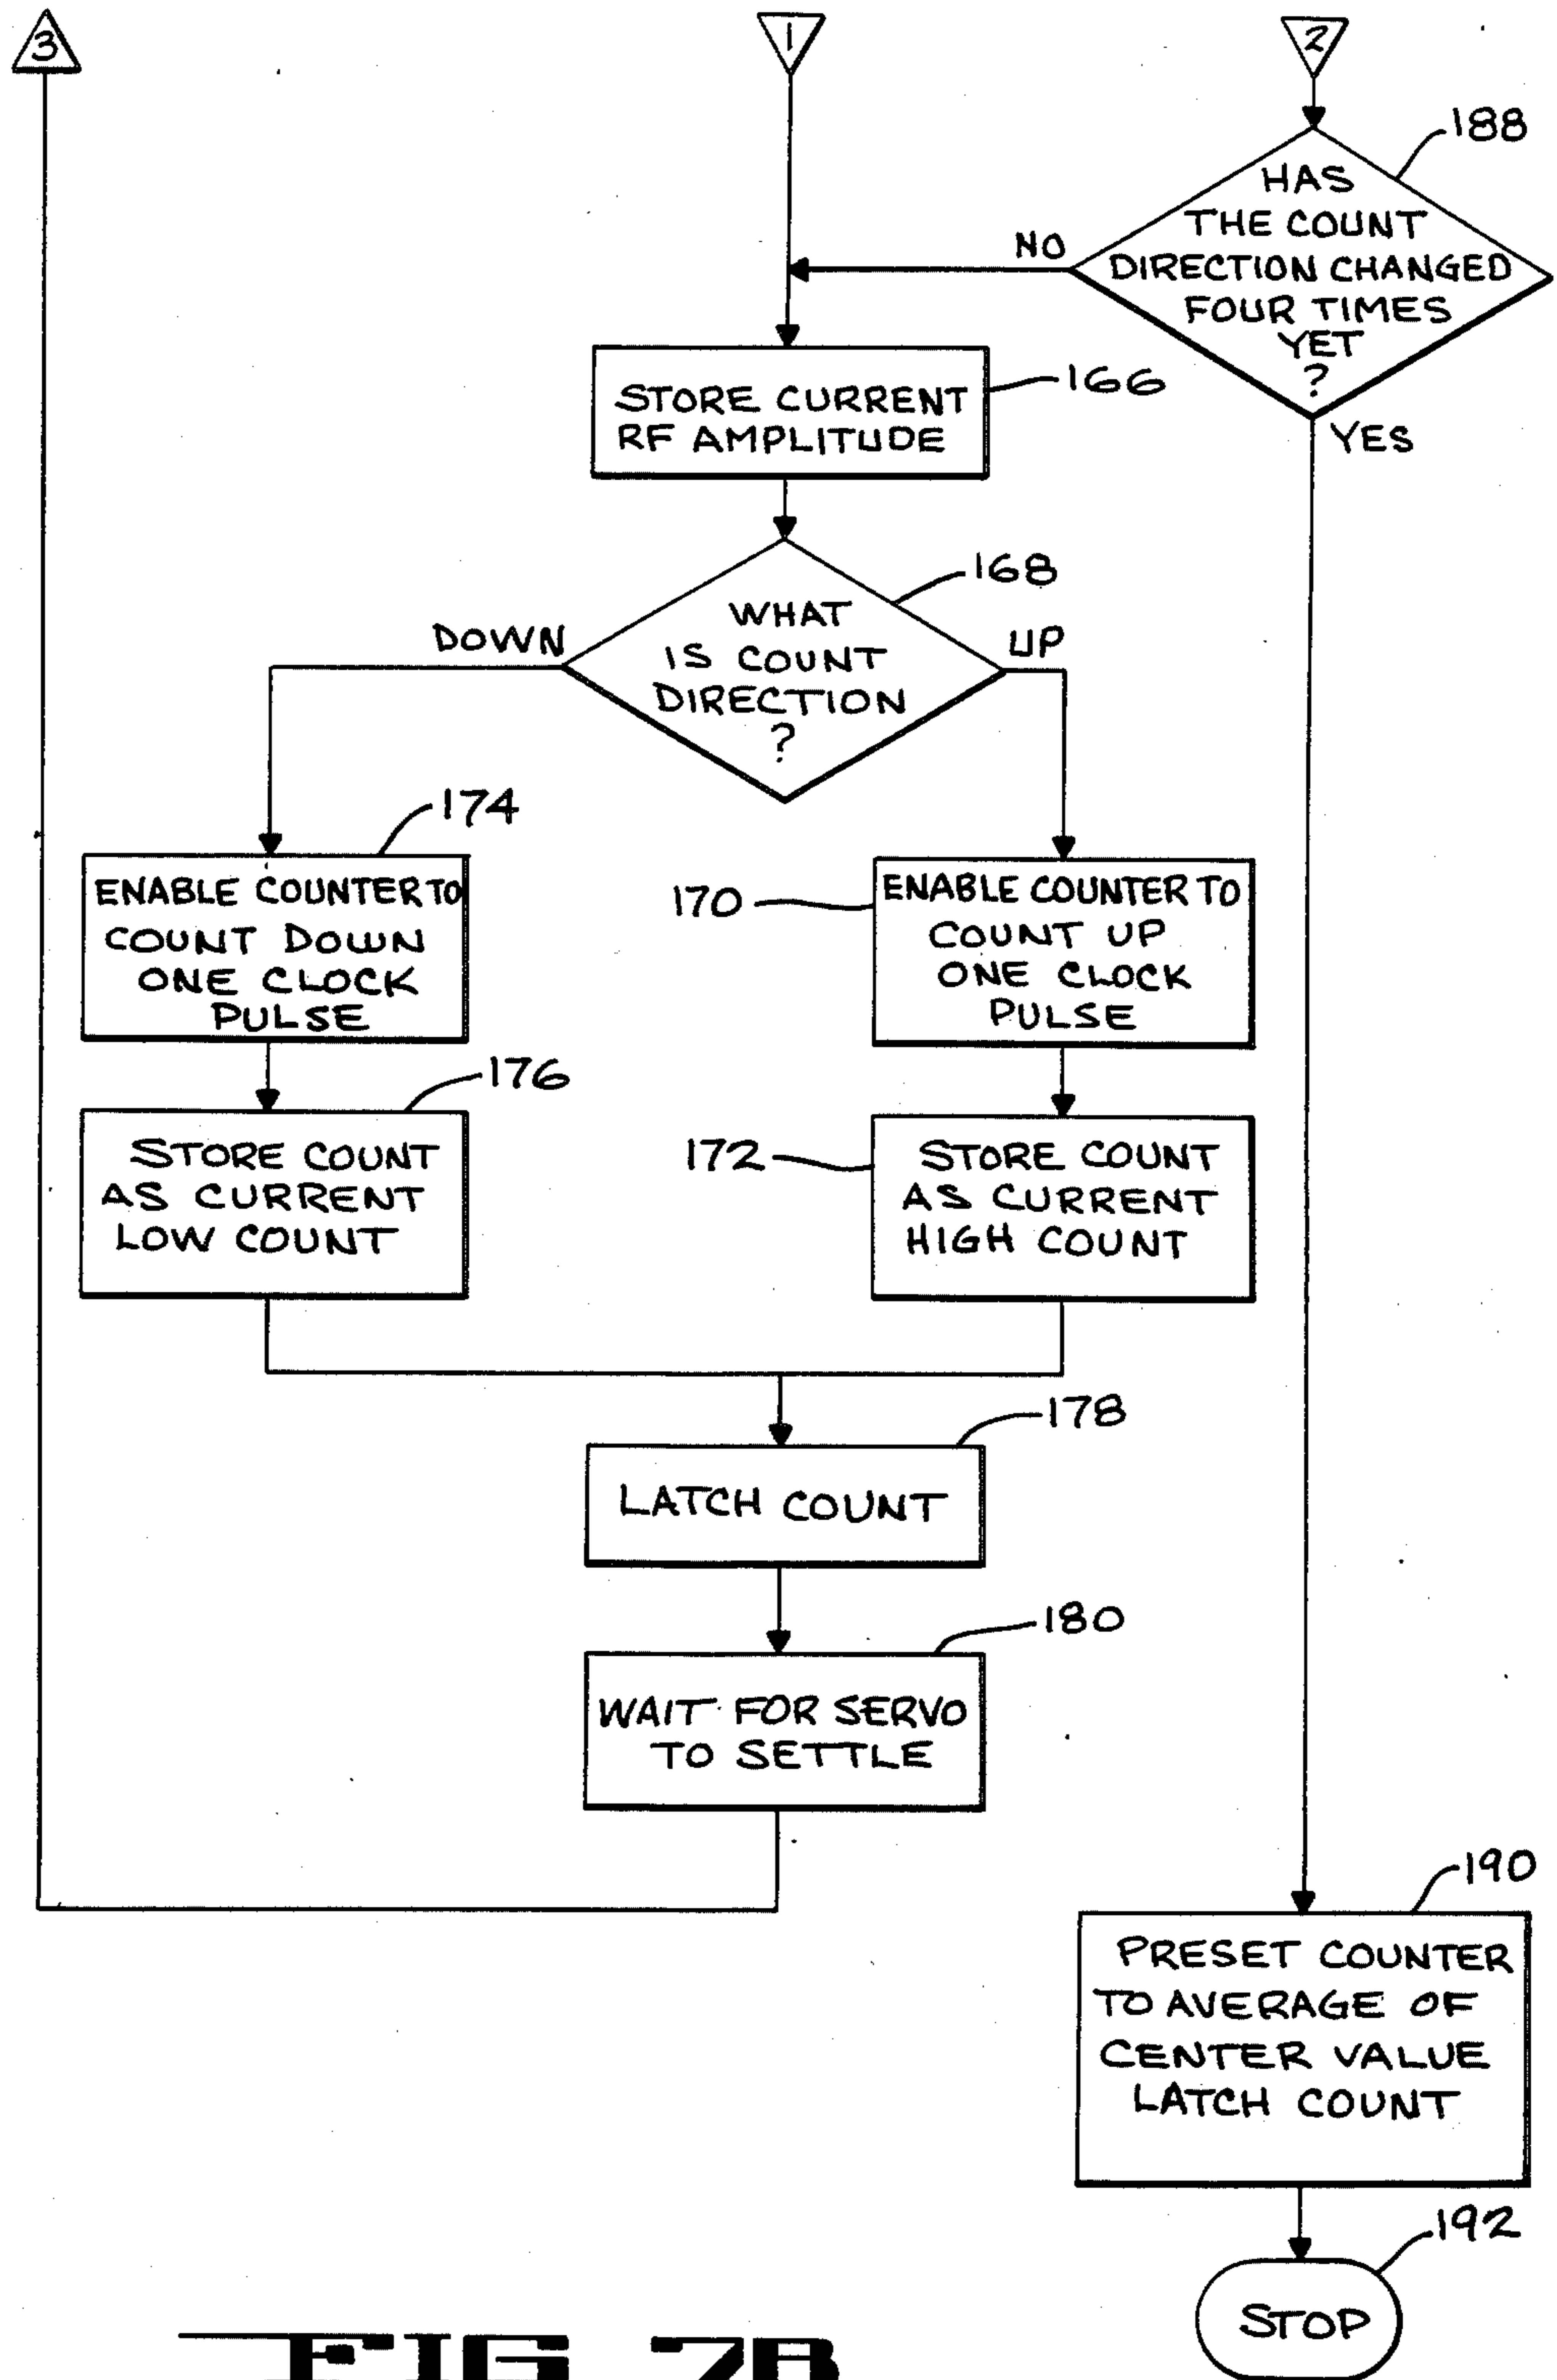 3
1
2
188
HAS
THE COUNT
DIRECTION CHANGED
FOUR TIMES
YET
?
NO
YES
166
STORE CURRENT
RF AMPLITUDE
168
WHAT
IS COUNT
DIRECTION
?
DOWN
UP
174
ENABLE COUNTER TO
COUNT DOWN
ONE CLOCK
PULSE
170
ENABLE COUNTER TO
COUNT UP
ONE CLOCK
PULSE
176
STORE COUNT
AS CURRENT
LOW COUNT
172
STORE COUNT
AS CURRENT
HIGH COUNT
178
LATCH COUNT
180
WAIT FOR SERVO
TO SETTLE
190
PRESET COUNTER
TO AVERAGE OF
CENTER VALUE
LATCH COUNT
192
STOP
FIG 7B